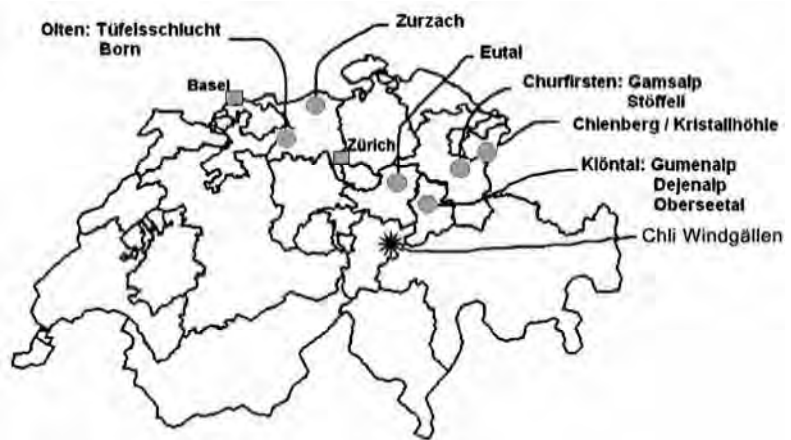 Olten: Tüfelsschlucht
Born
Zurzach
Eutal
Churfirsten: Gamsalp
Stöffeli
Basel
Chienberg / Kristallhöhle
Zürich
Klöntal: Gumenalp
Dejenalp
Oberseetal
Chli Windgällen